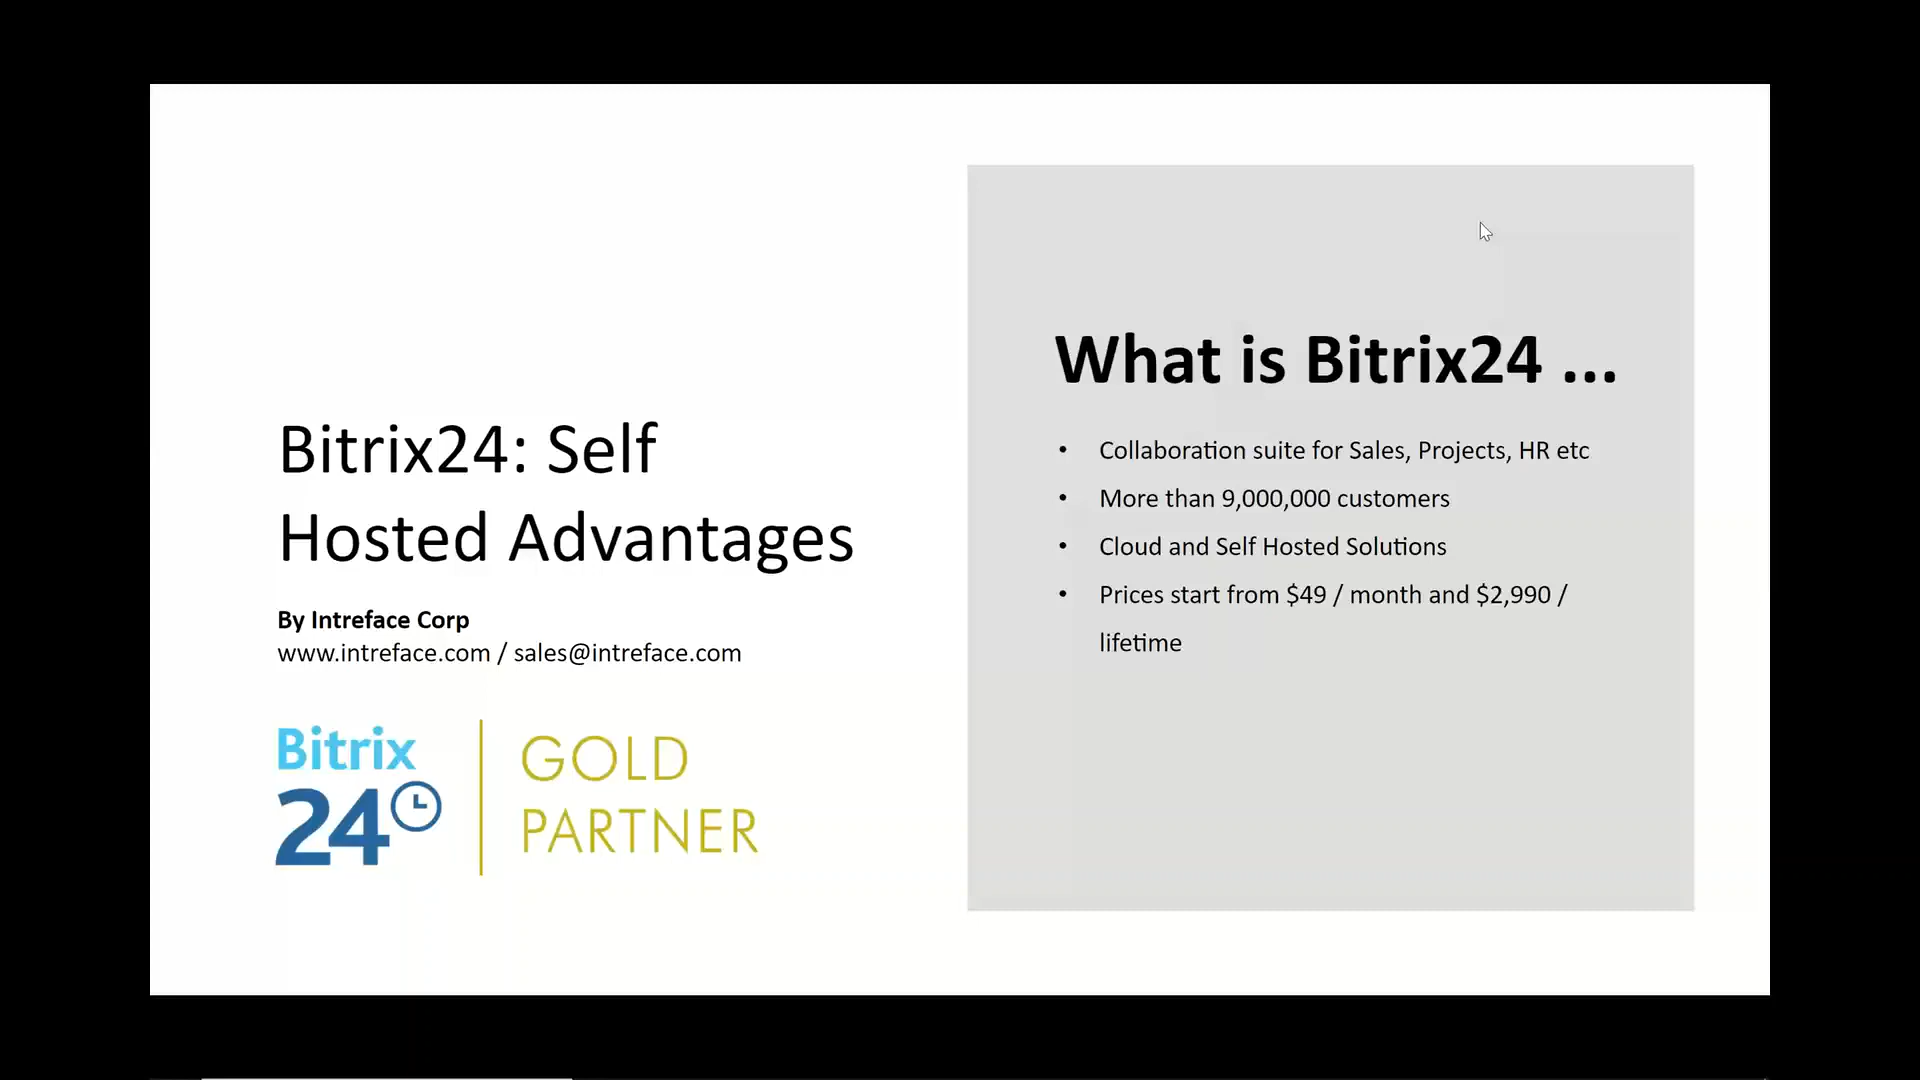 Bitrix24: Self
Hosted Advantages
By Intreface Corp
www.intreface.com / sales@intreface.com
Bitrix
24
GOLD
PARTNER
What is Bitrix24 ...
• Collaboration suite for Sales, Projects, HR etc
• More than 9,000,000 customers
• Cloud and Self Hosted Solutions
• Prices start from $49 / month and $2,990 /
lifetime